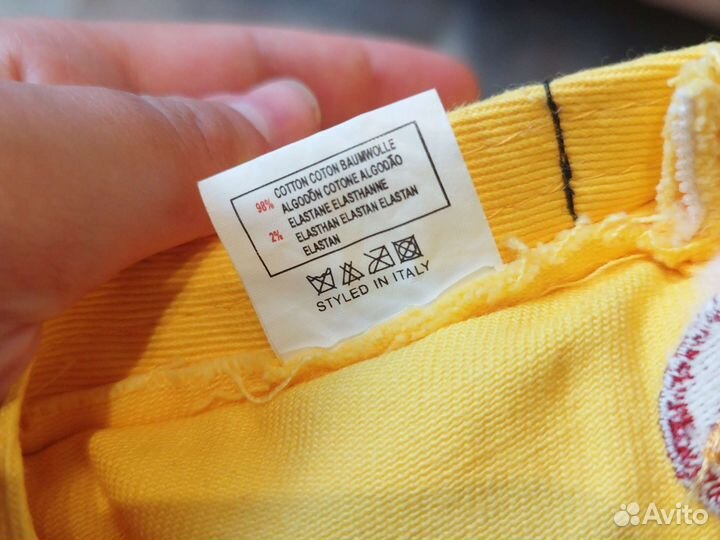 98% COTTON COTON BAUMWOLLE
ALGODÓN COTONE ALGODÃO
ELASTANE ELASTHANNE
2% ELASTHAN ELASTAN ELASTAN
ELASTAN
STYLED IN ITALY
Avito